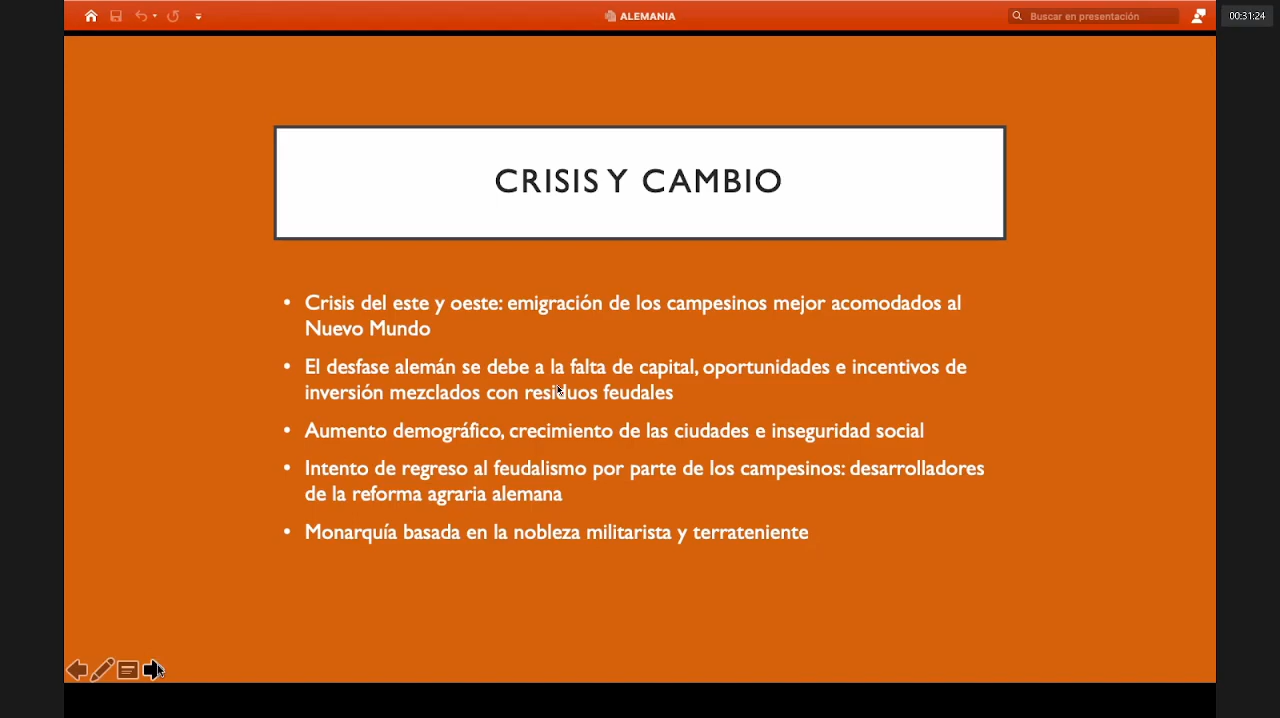 ALEMANIA
Buscar en presentación
00:31:24
CRISIS Y CAMBIO
• Crisis del este y oeste: emigración de los campesinos mejor acomodados al
Nuevo Mundo
• El desfase alemán se debe a la falta de capital, oportunidades e incentivos de
inversión mezclados con residuos feudales
• Aumento demográfico, crecimiento de las ciudades e inseguridad social
• Intento de regreso al feudalismo por parte de los campesinos: desarrolladores
de la reforma agraria alemana
• Monarquía basada en la nobleza militarista y terrateniente